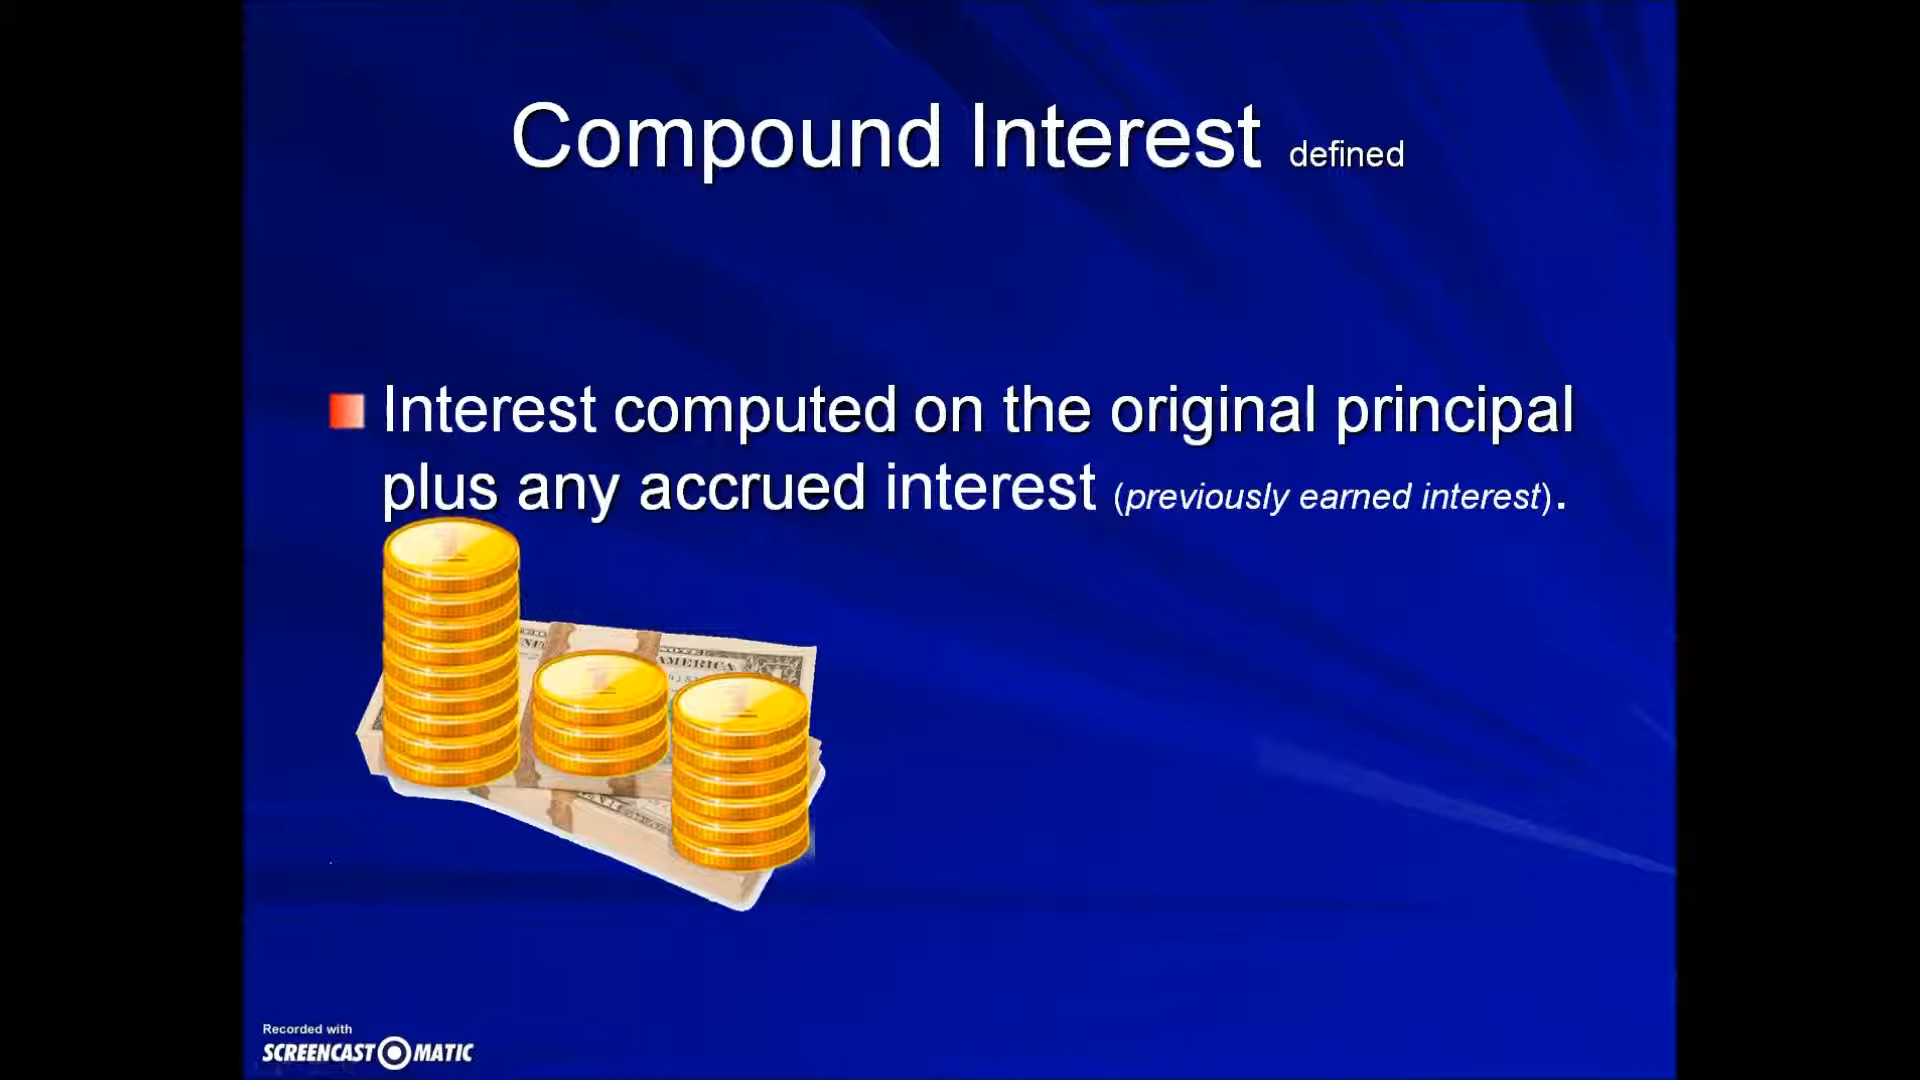 Compound Interest defined
Interest computed on the original principal
plus any accrued interest (previously earned interest).
AMERICA
Recorded with
SCREENCAST MATIC